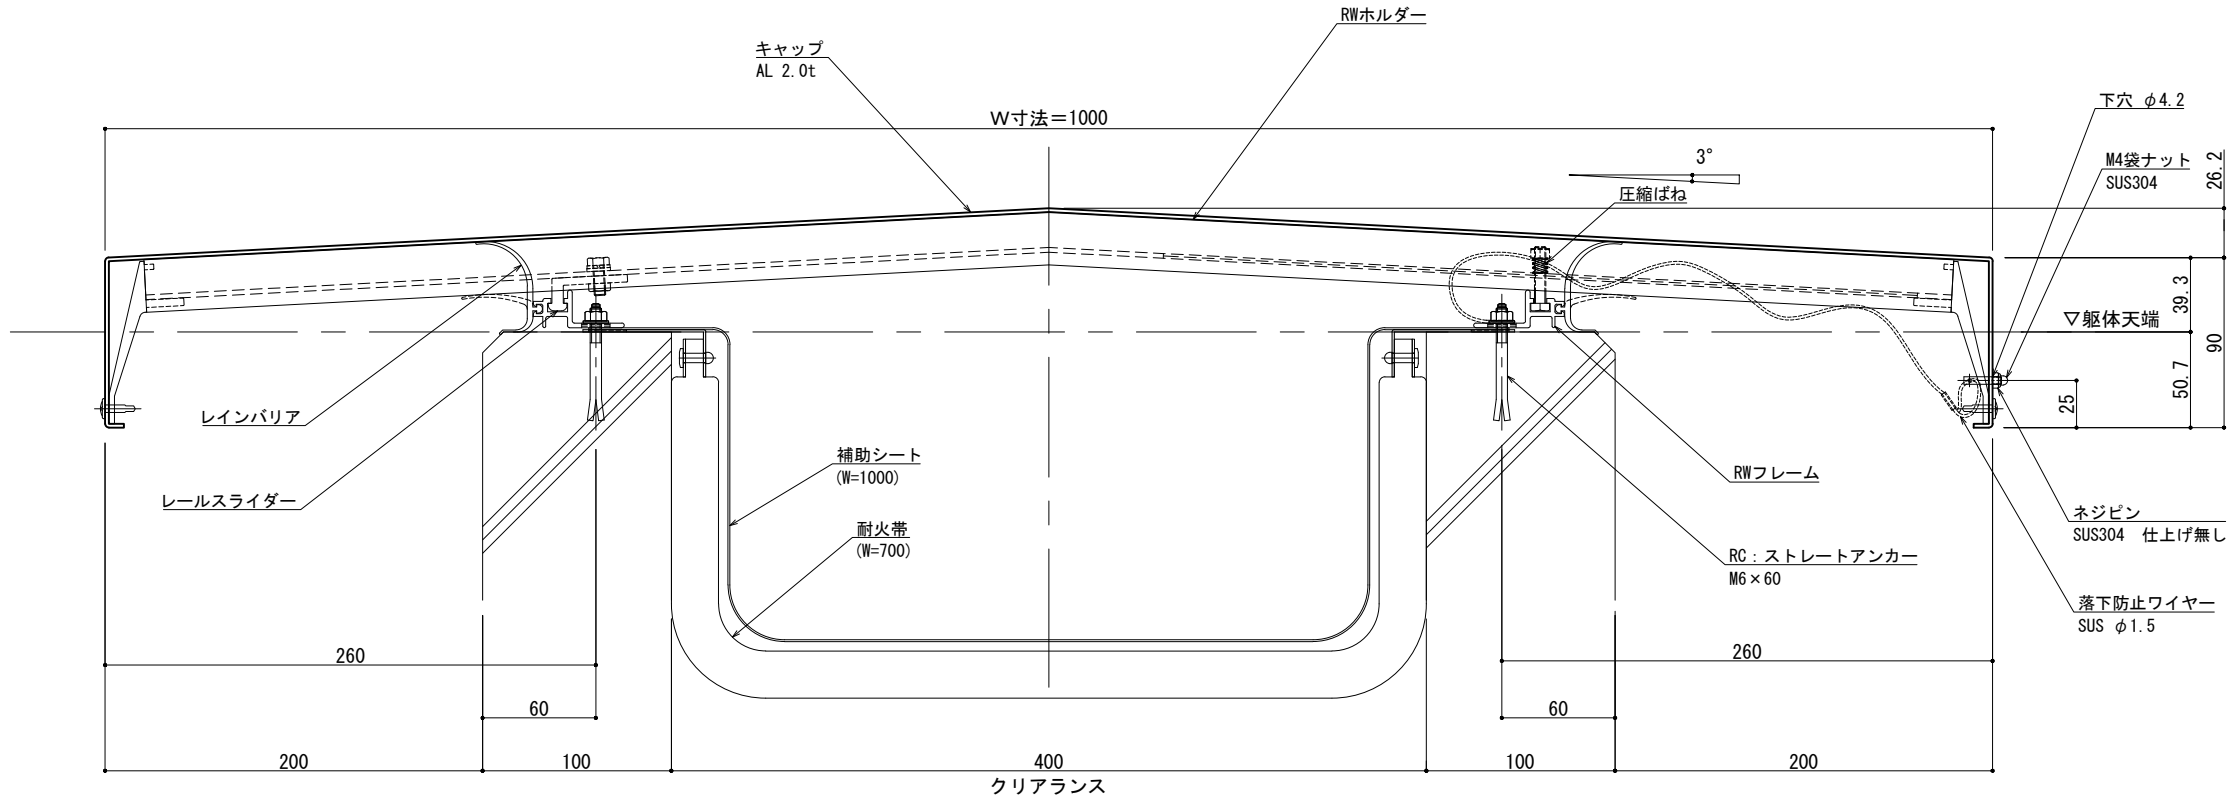 RWホルダー
キャップ
AL 2.0t
下穴 φ4.2
W寸法=1000
3°
M4袋ナット
SUS304
26.2
圧縮ばね
39.3
▽躯体天端
90
50.7
25
レインバリア
補助シート
(W=1000)
RWフレーム
レールスライダー
耐火帯
(W=700)
ネジピン
SUS304 仕上げ無し
RC:ストレートアンカー
M6×60
落下防止ワイヤー
SUS φ1.5
260
260
60
60
200
100
400
100
200
クリアランス